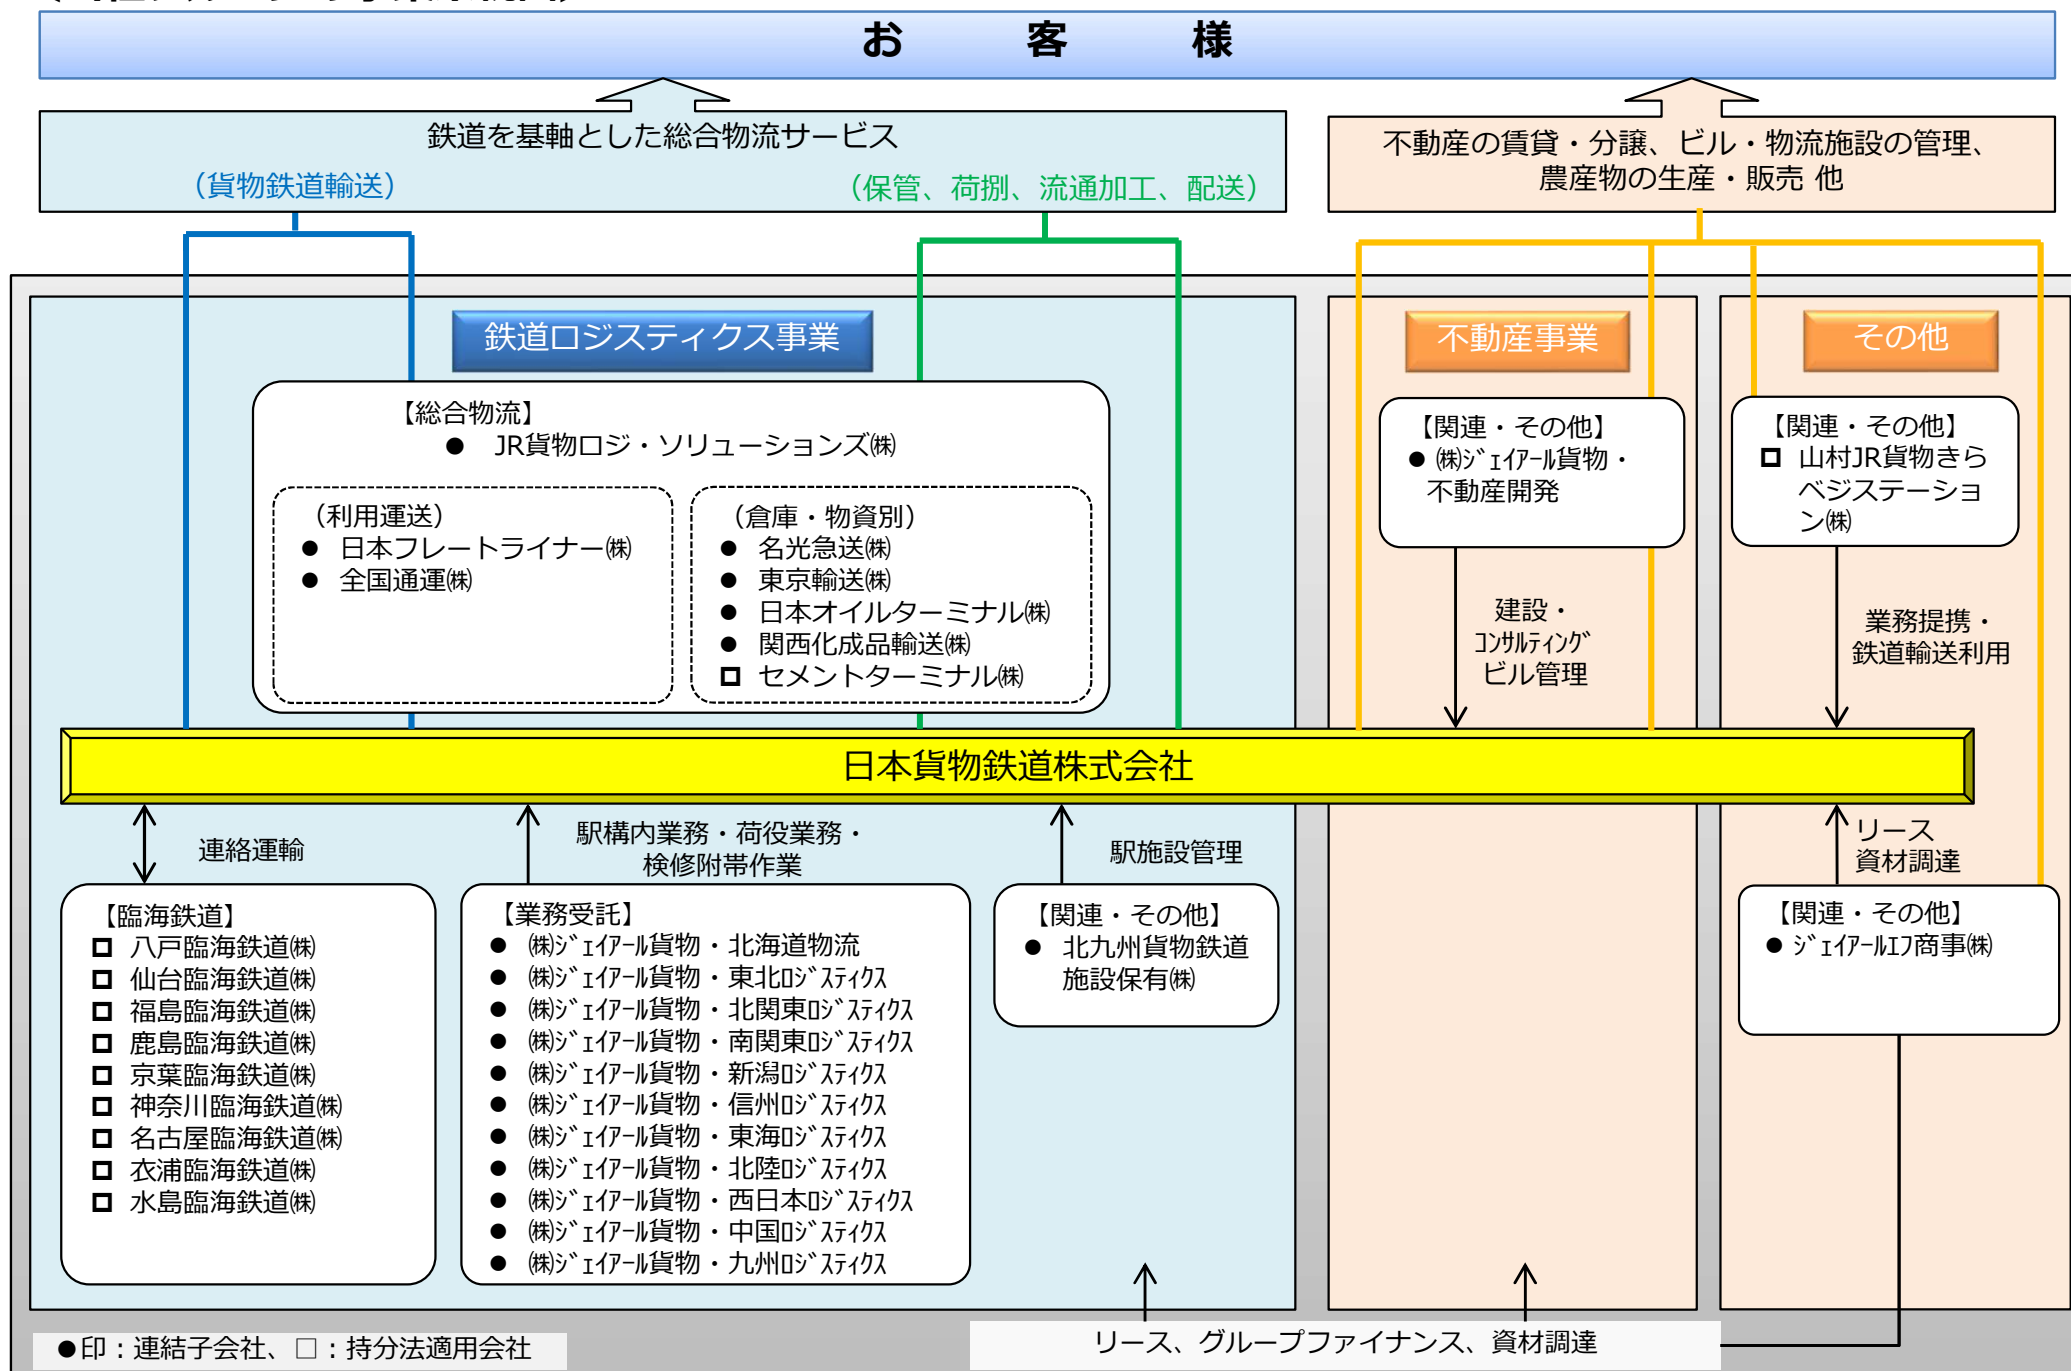 お 客 様
鉄道を基軸とした総合物流サービス
（貨物鉄道輸送）
（保管、荷捌、流通加工、配送）
不動産の賃貸・分譲、ビル・物流施設の管理、
農産物の生産・販売 他
鉄道ロジスティクス事業
不動産事業
その他
【総合物流】
● JR貨物ロジ・ソリューションズ㈱
（利用運送）
● 日本フレートライナー㈱
● 全国通運㈱
（倉庫・物資別）
● 名光急送㈱
● 東京輸送㈱
● 日本オイルターミナル㈱
● 関西化成品輸送㈱
□ セメントターミナル㈱
【関連・その他】
● ㈱ｼﾞｪｲｱｰﾙ貨物・
不動産開発
【関連・その他】
□ 山村JR貨物きら
ベジステーショ
ン㈱
建設・
ｺﾝｻﾙﾃｨﾝｸﾞ
ビル管理
業務提携・
鉄道輸送利用
日本貨物鉄道株式会社
連絡運輸
駅構内業務・荷役業務・
検修附帯作業
駅施設管理
リース
資材調達
【臨海鉄道】
□ 八戸臨海鉄道㈱
□ 仙台臨海鉄道㈱
□ 福島臨海鉄道㈱
□ 鹿島臨海鉄道㈱
□ 京葉臨海鉄道㈱
□ 神奈川臨海鉄道㈱
□ 名古屋臨海鉄道㈱
□ 衣浦臨海鉄道㈱
□ 水島臨海鉄道㈱
【業務受託】
● ㈱ｼﾞｪｲｱｰﾙ貨物・北海道物流
● ㈱ｼﾞｪｲｱｰﾙ貨物・東北ﾛｼﾞｽﾃｨｸｽ
● ㈱ｼﾞｪｲｱｰﾙ貨物・北関東ﾛｼﾞｽﾃｨｸｽ
● ㈱ｼﾞｪｲｱｰﾙ貨物・南関東ﾛｼﾞｽﾃｨｸｽ
● ㈱ｼﾞｪｲｱｰﾙ貨物・新潟ﾛｼﾞｽﾃｨｸｽ
● ㈱ｼﾞｪｲｱｰﾙ貨物・信州ﾛｼﾞｽﾃｨｸｽ
● ㈱ｼﾞｪｲｱｰﾙ貨物・東海ﾛｼﾞｽﾃｨｸｽ
● ㈱ｼﾞｪｲｱｰﾙ貨物・北陸ﾛｼﾞｽﾃｨｸｽ
● ㈱ｼﾞｪｲｱｰﾙ貨物・西日本ﾛｼﾞｽﾃｨｸｽ
● ㈱ｼﾞｪｲｱｰﾙ貨物・中国ﾛｼﾞｽﾃｨｸｽ
● ㈱ｼﾞｪｲｱｰﾙ貨物・九州ﾛｼﾞｽﾃｨｸｽ
【関連・その他】
● 北九州貨物鉄道
施設保有㈱
【関連・その他】
● ｼﾞｪｲｱｰﾙｴﾌ商事㈱
●印：連結子会社、□：持分法適用会社
リース、グループファイナンス、資材調達